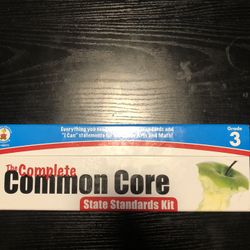 Everything you need
standards and
"I Can" statements for
Arts and Math!
Grade
3
The Complete
Common Core
State Standards Kit